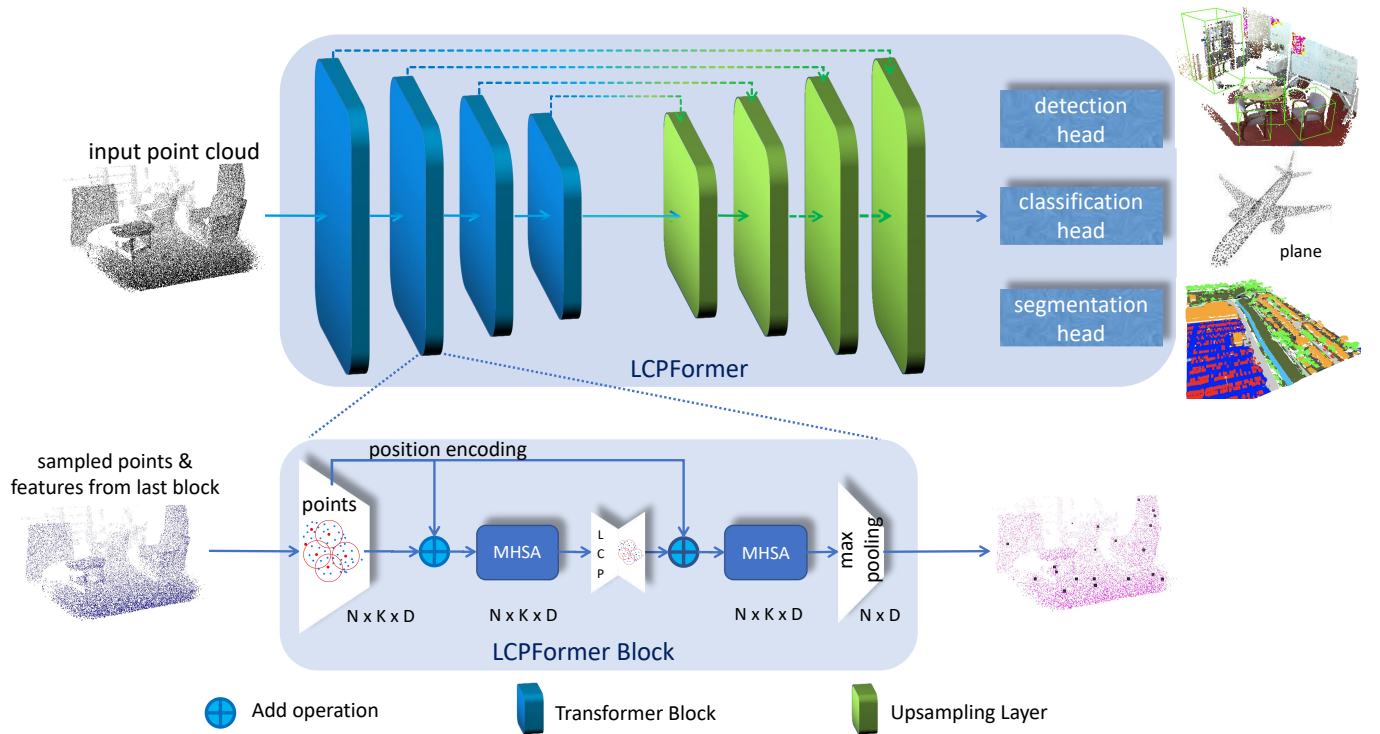 input point cloud
detection
head
classification
head
plane
segmentation
head
LCPFormer
sampled points &
features from last block
position encoding
points
MHSA
L
C
P
MHSA
max
pooling
N x K x D
N x K x D
N x K x D
N x D
LCPFormer Block
Add operation
Transformer Block
Upsampling Layer